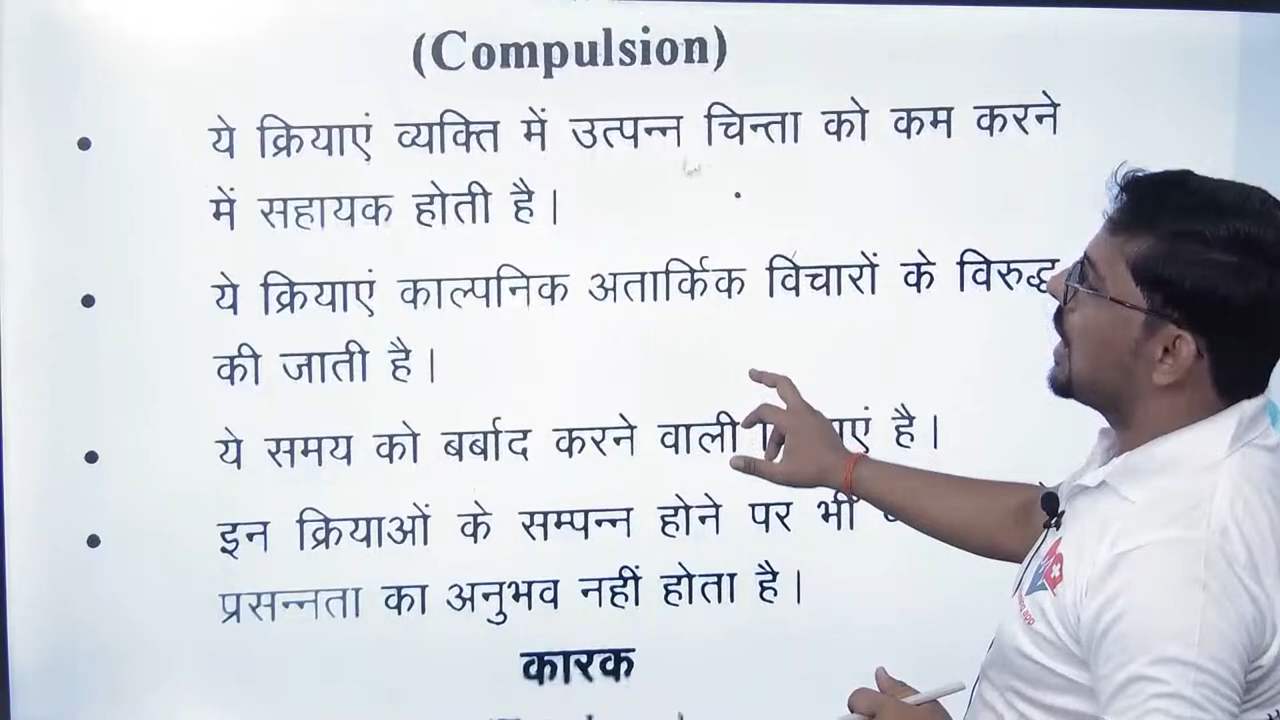 (Compulsion)
• ये क्रियाएं व्यक्ति में उत्पन्न चिन्ता को कम करने
में सहायक होती है।
• ये क्रियाएं काल्पनिक अतार्किक विचारों के विरुद्ध
की जाती है।
• ये समय को बर्बाद करने वाली है।
• इन क्रियाओं के सम्पन्न होने पर भी
प्रसन्नता का अनुभव नहीं होता है।
कारक